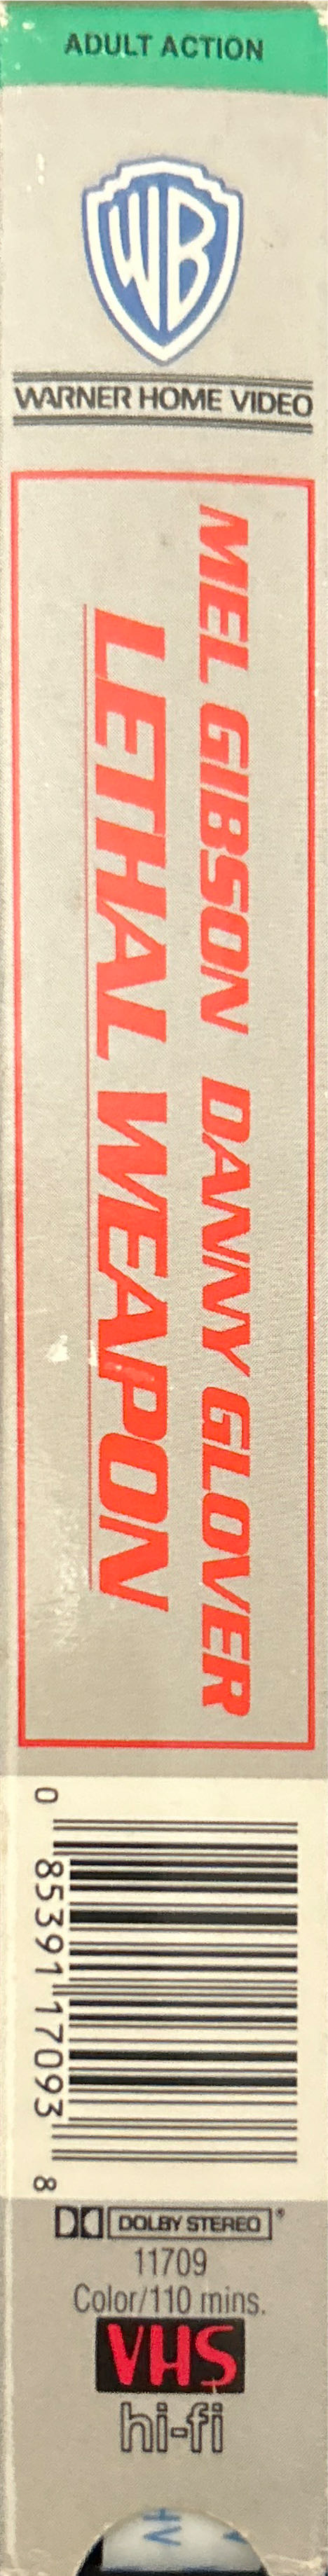 ADULT ACTION
WB
WARNER HOME VIDEO
MEL GIBSON DANNY GLOVER
LETHAL WEAPON
0 85391 17093 8
DOLBY STEREO
11709
Color/110 mins.
VHS
hi-fi